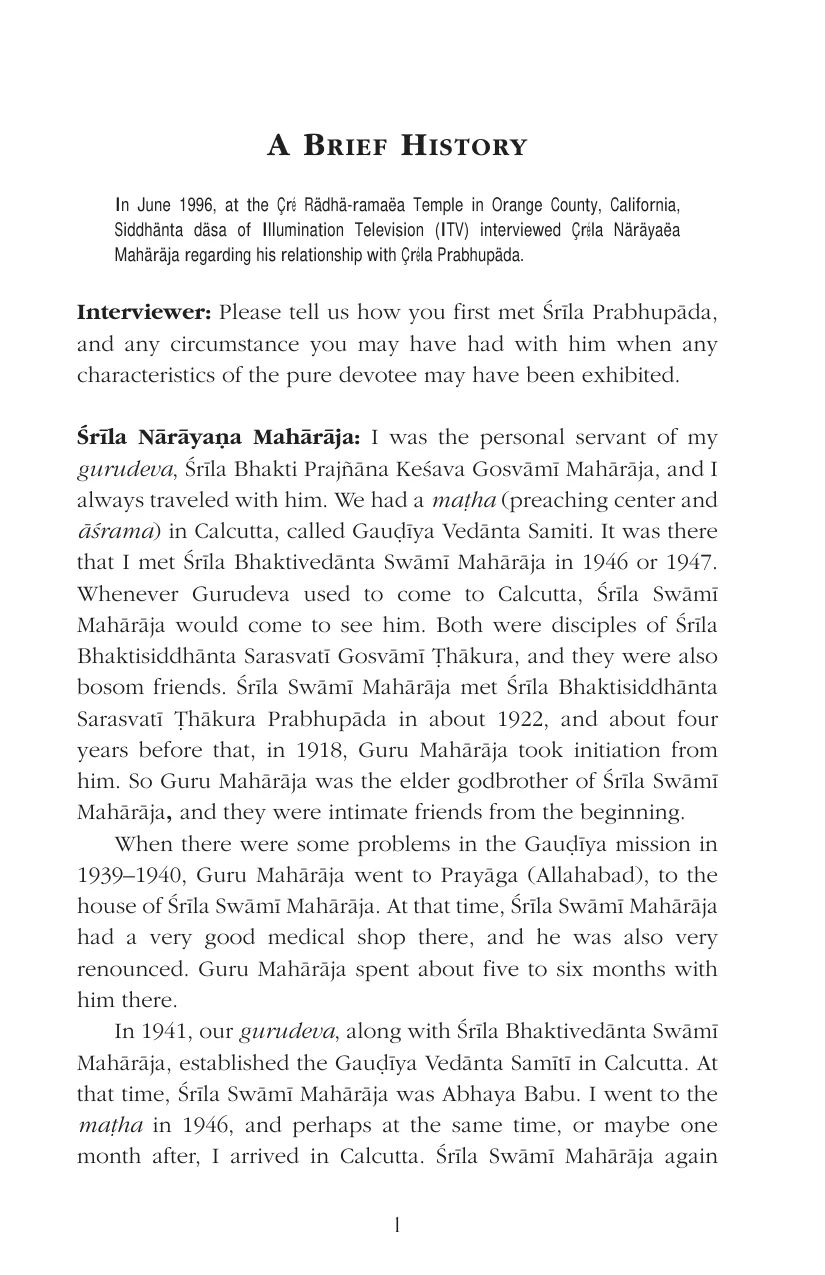 A BRIEF HISTORY
In June 1996, at the Çré Rädhä-ramaëa Temple in Orange County, California,
Siddhänta däsa of Illumination Television (ITV) interviewed Çréla Näräyaëa
Mahäräja regarding his relationship with Çréla Prabhupäda.
Interviewer: Please tell us how you first met Śrīla Prabhupāda,
and any circumstance you may have had with him when any
characteristics of the pure devotee may have been exhibited.
Śrīla Nārāyaṇa Mahārāja: I was the personal servant of my
gurudeva, Śrīla Bhakti Prajñāna Keśava Gosvāmī Mahārāja, and I
always traveled with him. We had a maṭha (preaching center and
āśrama) in Calcutta, called Gauḍīya Vedānta Samiti. It was there
that I met Śrīla Bhaktivedānta Swāmī Mahārāja in 1946 or 1947.
Whenever Gurudeva used to come to Calcutta, Śrīla Swāmī
Mahārāja would come to see him. Both were disciples of Śrīla
Bhaktisiddhānta Sarasvatī Gosvāmī Ṭhākura, and they were also
bosom friends. Śrīla Swāmī Mahārāja met Śrīla Bhaktisiddhānta
Sarasvatī Ṭhākura Prabhupāda in about 1922, and about four
years before that, in 1918, Guru Mahārāja took initiation from
him. So Guru Mahārāja was the elder godbrother of Śrīla Swāmī
Mahārāja, and they were intimate friends from the beginning.
When there were some problems in the Gauḍīya mission in
1939–1940, Guru Mahārāja went to Prayāga (Allahabad), to the
house of Śrīla Swāmī Mahārāja. At that time, Śrīla Swāmī Mahārāja
had a very good medical shop there, and he was also very
renounced. Guru Mahārāja spent about five to six months with
him there.
In 1941, our gurudeva, along with Śrīla Bhaktivedānta Swāmī
Mahārāja, established the Gauḍīya Vedānta Samītī in Calcutta. At
that time, Śrīla Swāmī Mahārāja was Abhaya Babu. I went to the
maṭha in 1946, and perhaps at the same time, or maybe one
month after, I arrived in Calcutta. Śrīla Swāmī Mahārāja again
1